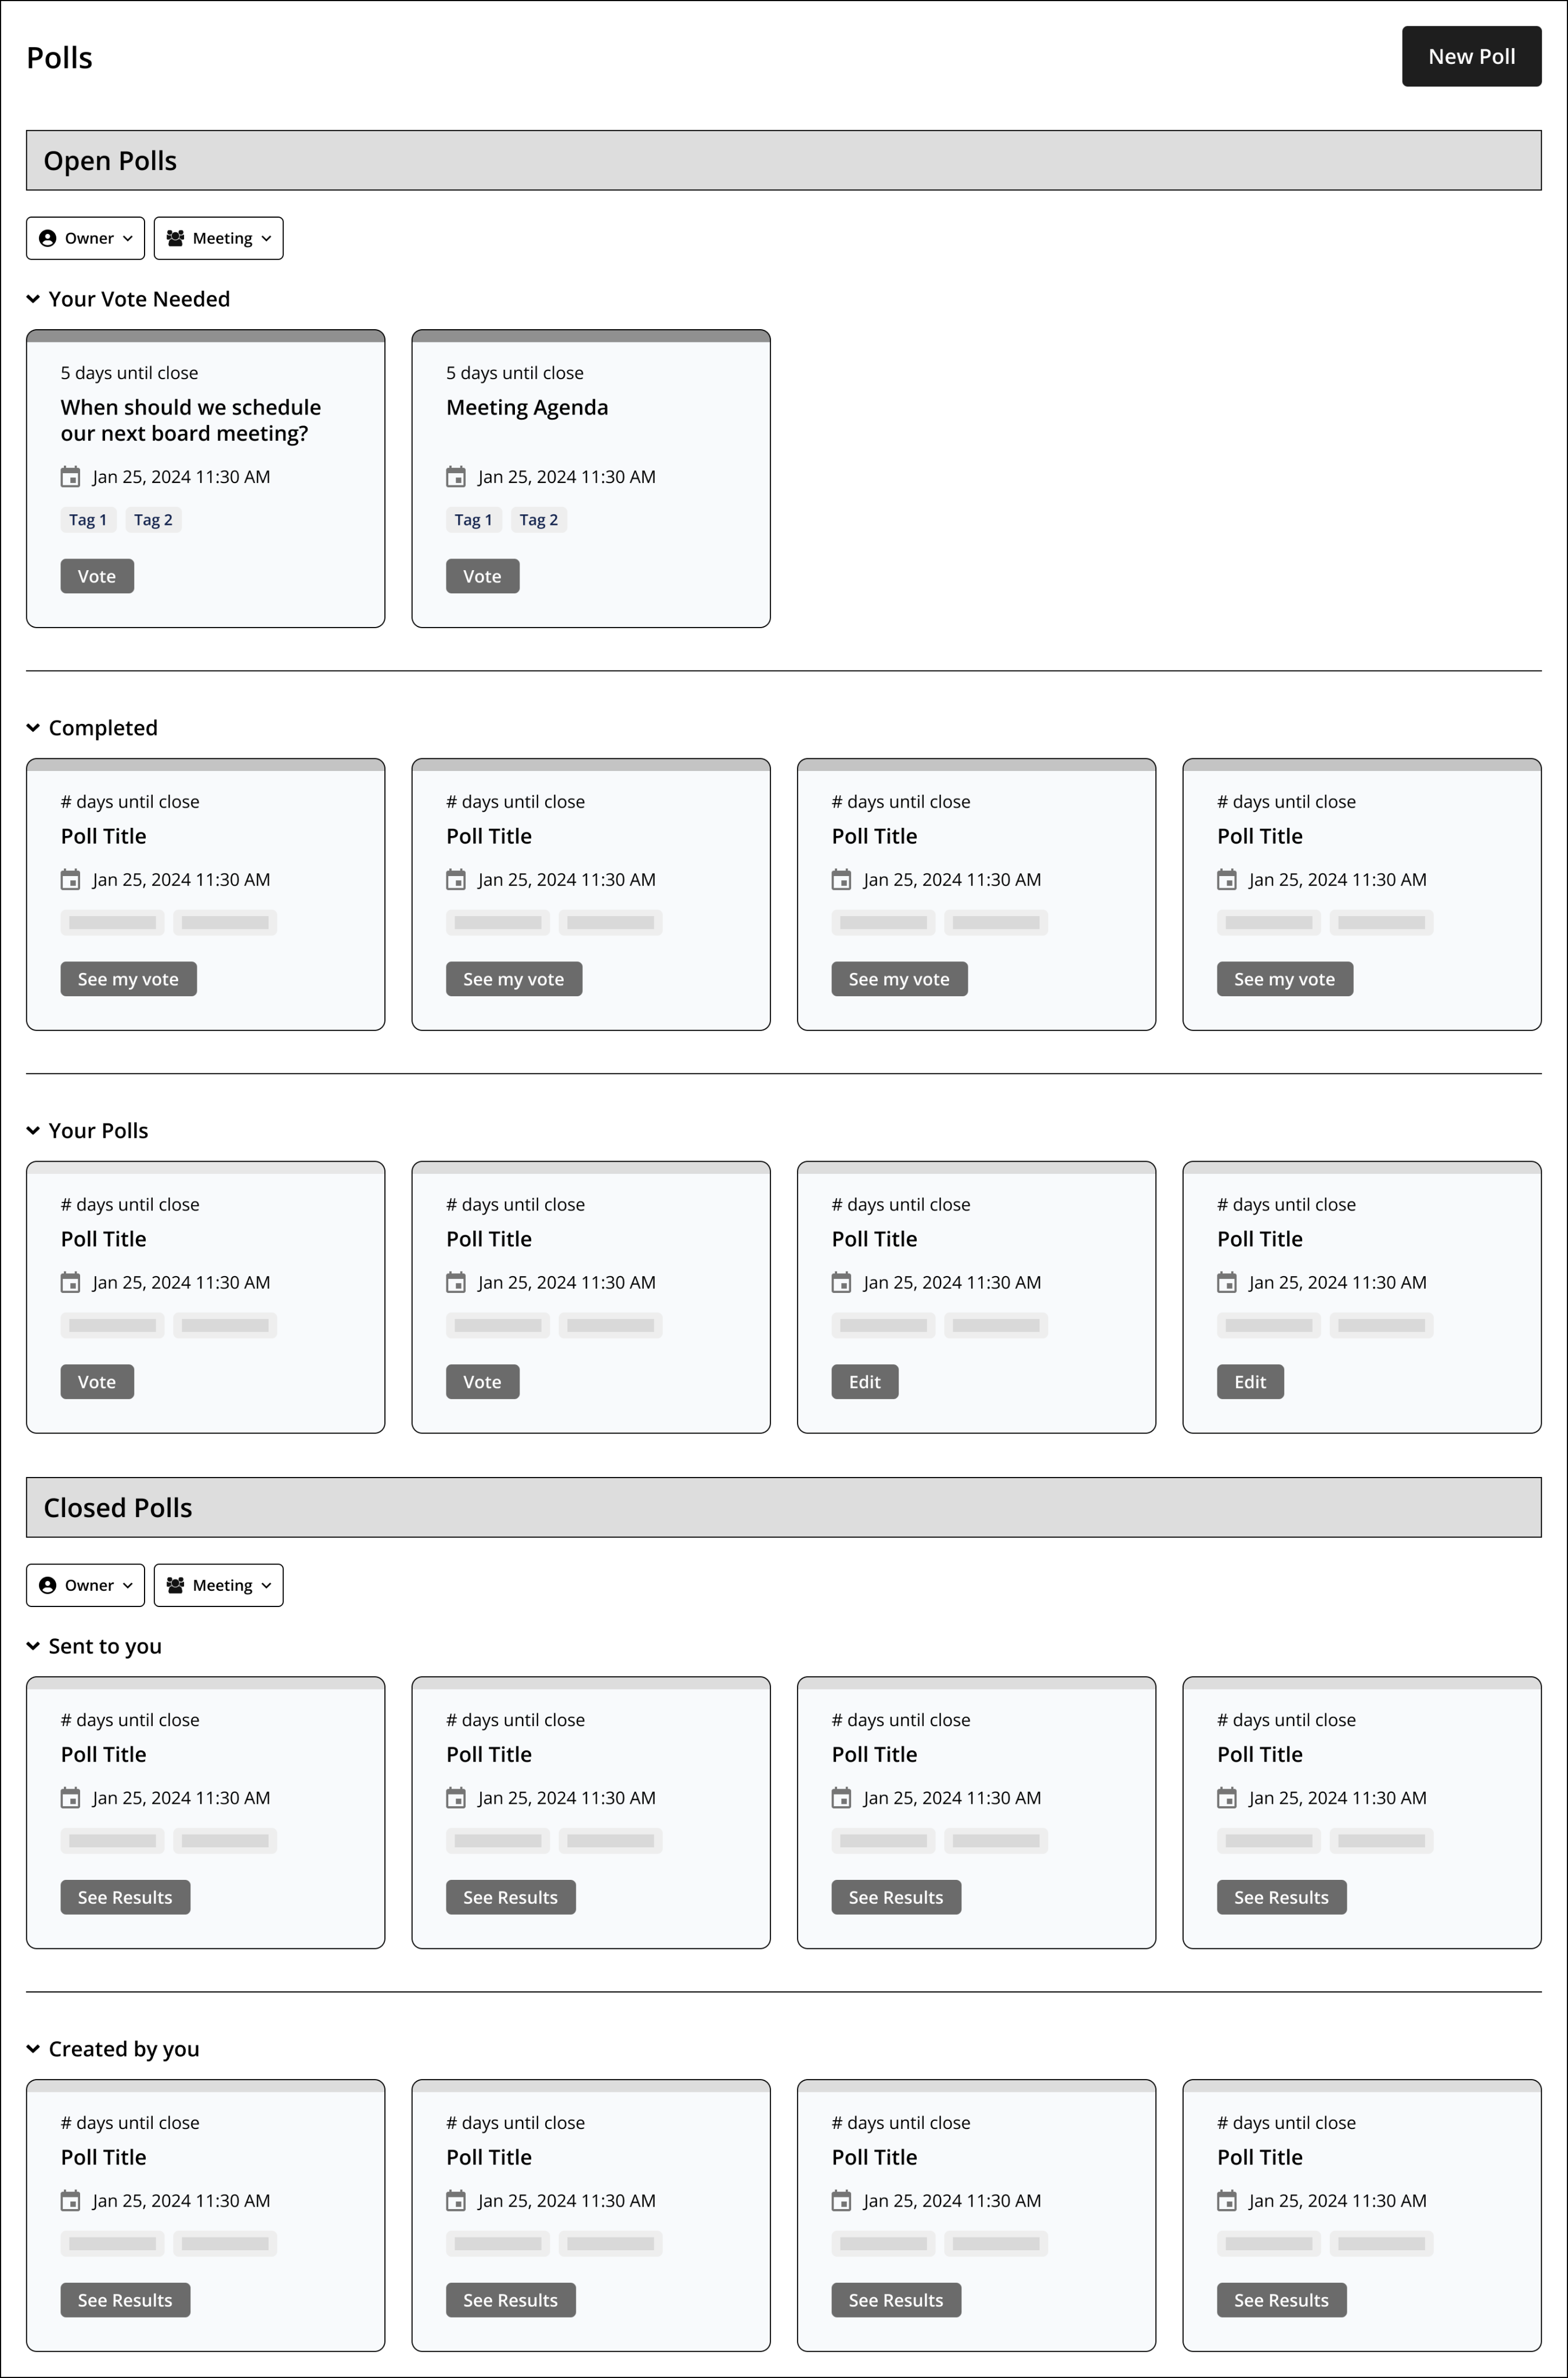 Polls
New Poll
Open Polls
Owner
Meeting
Your Vote Needed
5 days until close
When should we schedule
our next board meeting?
Jan 25, 2024 11:30 AM
Tag 1
Tag 2
Vote
5 days until close
Meeting Agenda
Jan 25, 2024 11:30 AM
Tag 1
Tag 2
Vote
Completed
# days until close
Poll Title
Jan 25, 2024 11:30 AM
See my vote
# days until close
Poll Title
Jan 25, 2024 11:30 AM
See my vote
# days until close
Poll Title
Jan 25, 2024 11:30 AM
See my vote
# days until close
Poll Title
Jan 25, 2024 11:30 AM
See my vote
Your Polls
# days until close
Poll Title
Jan 25, 2024 11:30 AM
Vote
# days until close
Poll Title
Jan 25, 2024 11:30 AM
Vote
# days until close
Poll Title
Jan 25, 2024 11:30 AM
Edit
# days until close
Poll Title
Jan 25, 2024 11:30 AM
Edit
Closed Polls
Owner
Meeting
Sent to you
# days until close
Poll Title
Jan 25, 2024 11:30 AM
See Results
# days until close
Poll Title
Jan 25, 2024 11:30 AM
See Results
# days until close
Poll Title
Jan 25, 2024 11:30 AM
See Results
# days until close
Poll Title
Jan 25, 2024 11:30 AM
See Results
Created by you
# days until close
Poll Title
Jan 25, 2024 11:30 AM
See Results
# days until close
Poll Title
Jan 25, 2024 11:30 AM
See Results
# days until close
Poll Title
Jan 25, 2024 11:30 AM
See Results
# days until close
Poll Title
Jan 25, 2024 11:30 AM
See Results